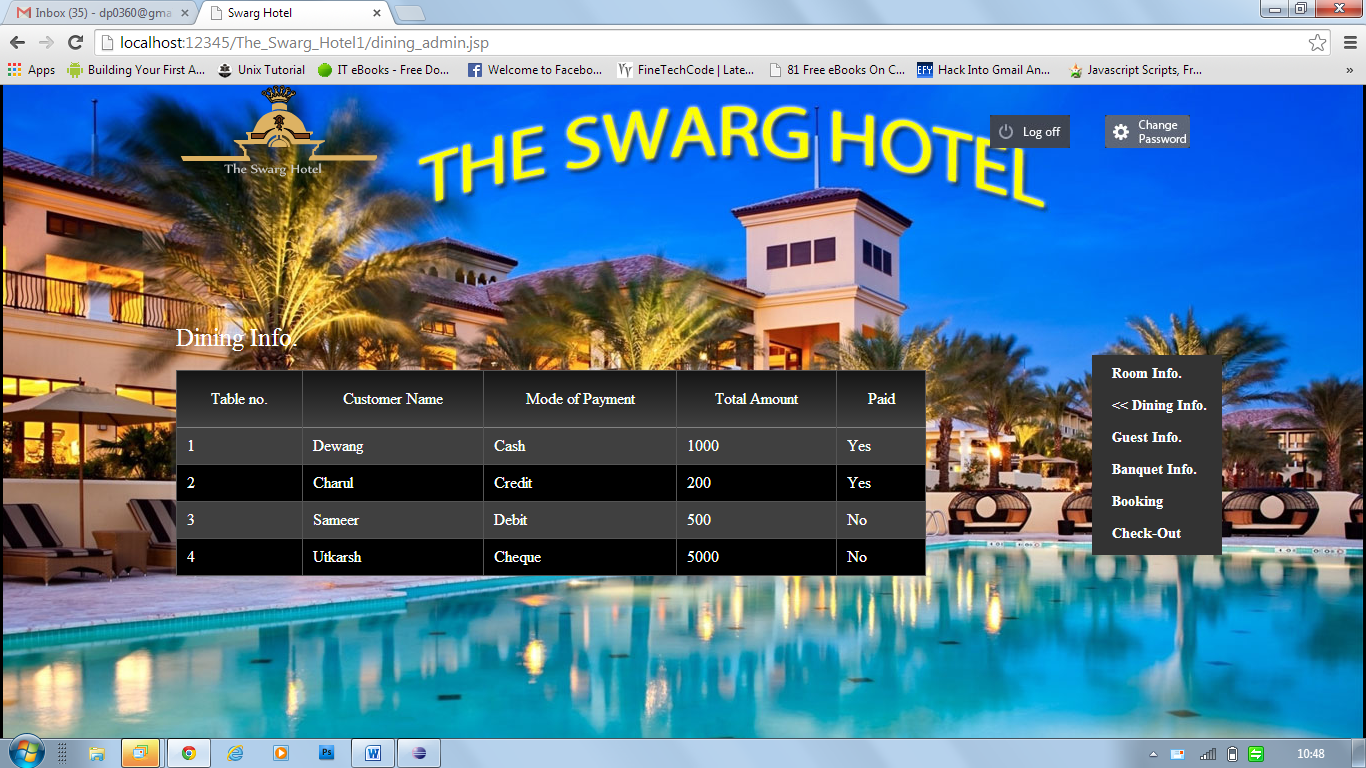 Inbox (35) - dp0360@gma
Swarg Hotel
localhost:12345/The_Swarg_Hotel1/dining_admin.jsp
Apps
Building Your First A...
Unix Tutorial
IT eBooks - Free Do...
Welcome to Facebo...
FineTechCode | Late...
81 Free eBooks On C...
EFY
Hack Into Gmail An...
Javascript Scripts, Fr...
»
The Swarg Hotel
THE SWARG HOTEL
Log off
Change
Password
Dining Info.
Table no. Customer Name Mode of Payment Total Amount Paid
1 Dewang Cash 1000 Yes
2 Charul Credit 200 Yes
3 Sameer Debit 500 No
4 Utkarsh Cheque 5000 No
Room Info.
<< Dining Info.
Guest Info.
Banquet Info.
Booking
Check-Out
Ps
W
10:48